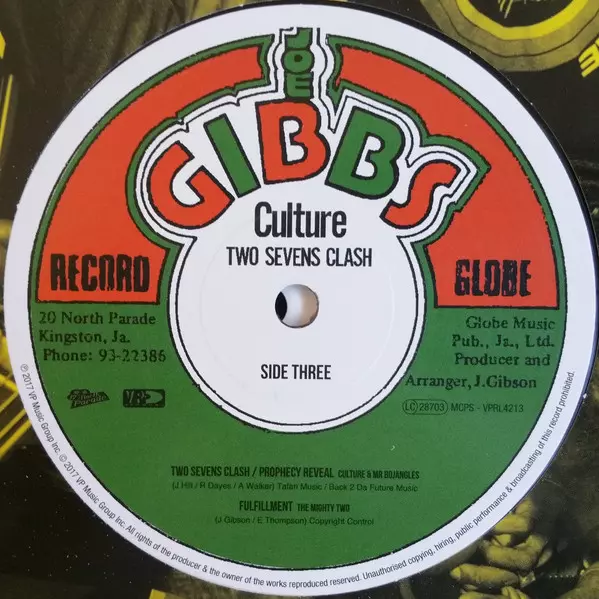 JOE
GIBBS
RECORD
GLOBE
Culture
TWO SEVENS CLASH
20 North Parade
Kingston, Ja.
Phone: 93-22386
Globe Music
Pub., Ja., Ltd.
Producer and
Arranger, J.Gibson
SIDE THREE
VP
LC 28703 MCPS - VPRL4213
TWO SEVENS CLASH / PROPHECY REVEAL CULTURE & MR BOJANGLES
(J Hill / R Dayes / A Walker) Tafari Music / Back 2 Da Future Music
FULFILLMENT THE MIGHTY TWO
(J Gibson / E Thompson) Copyright Control
℗ 2017 VP Music Group Inc. © 2017 VP Music Group Inc. All rights of the producer & the owner of the works reproduced reserved. Unauthorised copying, hiring, public performance & broadcasting of this record prohibited.